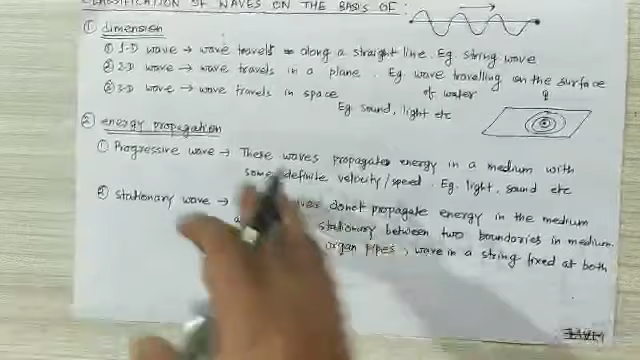 CLASSIFICATION OF WAVES ON THE BASIS OF :
① dimension
① 1-D wave → wave travels along a straight line. Eg. string wave
② 2-D wave → wave travels in a plane. Eg. wave travelling on the surface of water
③ 3-D wave → wave travels in space
Eg sound, light etc
② energy propagation
① Progressive wave → These waves propagate energy in a medium with
some definite velocity/speed. Eg. light, sound etc
② Stationary wave → donot propagate energy in the medium
stationary between two boundaries in medium.
organ pipes, wave in a string fixed at both